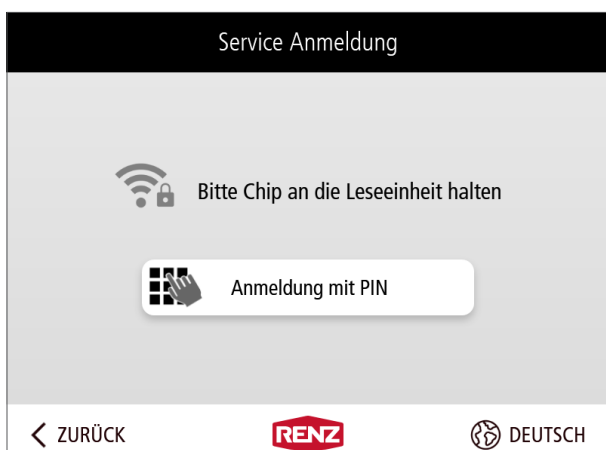 Service Anmeldung
Bitte Chip an die Leseeinheit halten
Anmeldung mit PIN
ZURÜCK
RENZ
DEUTSCH